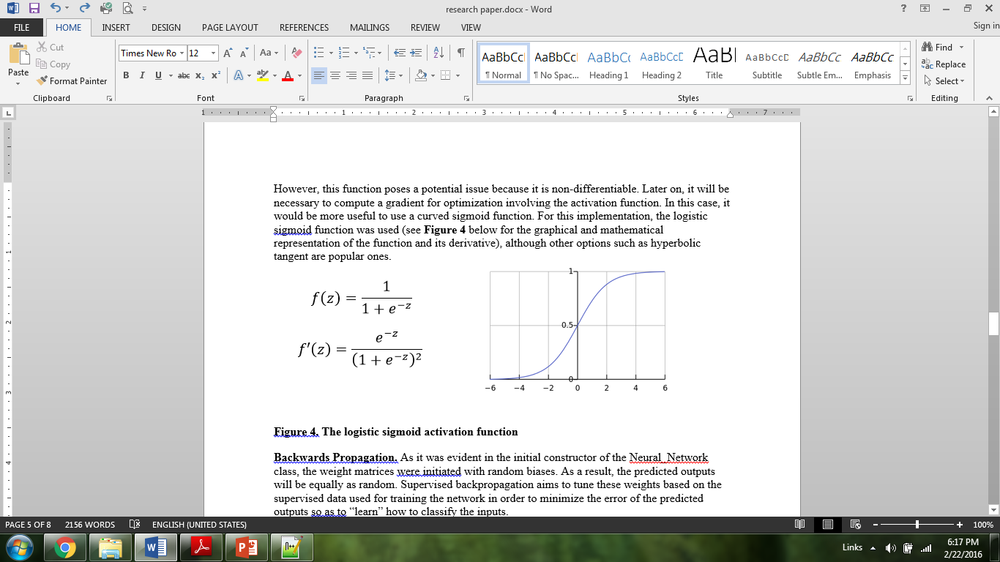 research paper.docx - Word
FILE HOME INSERT DESIGN PAGE LAYOUT REFERENCES MAILINGS REVIEW VIEW Sign in
Paste
Cut
Copy
Format Painter
Clipboard
Times New Ro 12
Font
Paragraph
AaBbCcI AaBbCcI AaBbCc AaBbCcD AaBl AaBbCcD AaBbCc AaBbCc
¶ Normal ¶ No Spac... Heading 1 Heading 2 Title Subtitle Subtle Em... Emphasis
Styles
Find
Replace
Select
Editing
1 1 2 3 4 5 6 7
However, this function poses a potential issue because it is non-differentiable. Later on, it will be
necessary to compute a gradient for optimization involving the activation function. In this case, it
would be more useful to use a curved sigmoid function. For this implementation, the logistic
sigmoid function was used (see Figure 4 below for the graphical and mathematical
representation of the function and its derivative), although other options such as hyperbolic
tangent are popular ones.
f(z) = 1 / (1 + e^−z)
f′(z) = e^−z / (1 + e^−z)^2
1
0.5
0
−6 −4 −2 0 2 4 6
Figure 4. The logistic sigmoid activation function
Backwards Propagation. As it was evident in the initial constructor of the Neural_Network
class, the weight matrices were initiated with random biases. As a result, the predicted outputs
will be equally as random. Supervised backpropagation aims to tune these weights based on the
supervised data used for training the network in order to minimize the error of the predicted
outputs so as to “learn” how to classify the inputs.
1
2
3
4
PAGE 5 OF 8 2156 WORDS ENGLISH (UNITED STATES) 100%
Links 6:17 PM
2/22/2016